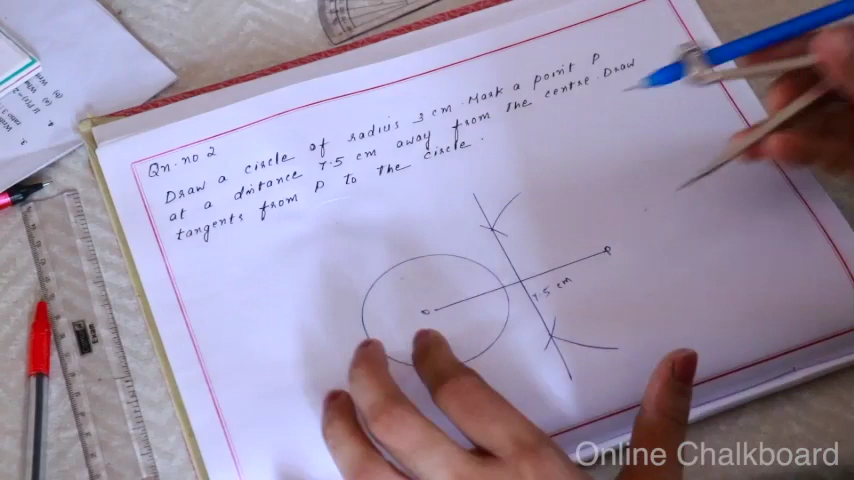 Qn.no 2
Draw a circle of radius 3 cm. Mark a point P
at a distance 7.5 cm away from the centre. Draw
tangents from P to the circle.
P
7.5 cm
O
Online Chalkboard